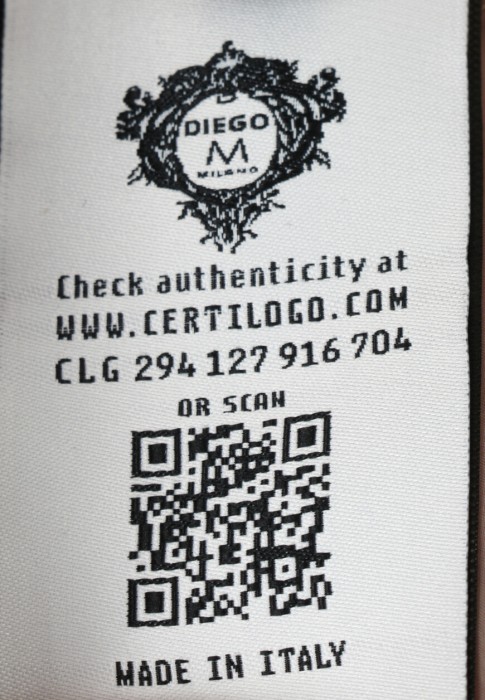 DIEGO
M
MILANO
Check authenticity at
WWW.CERTILOGO.COM
CLG 294 127 916 704
OR SCAN
MADE IN ITALY